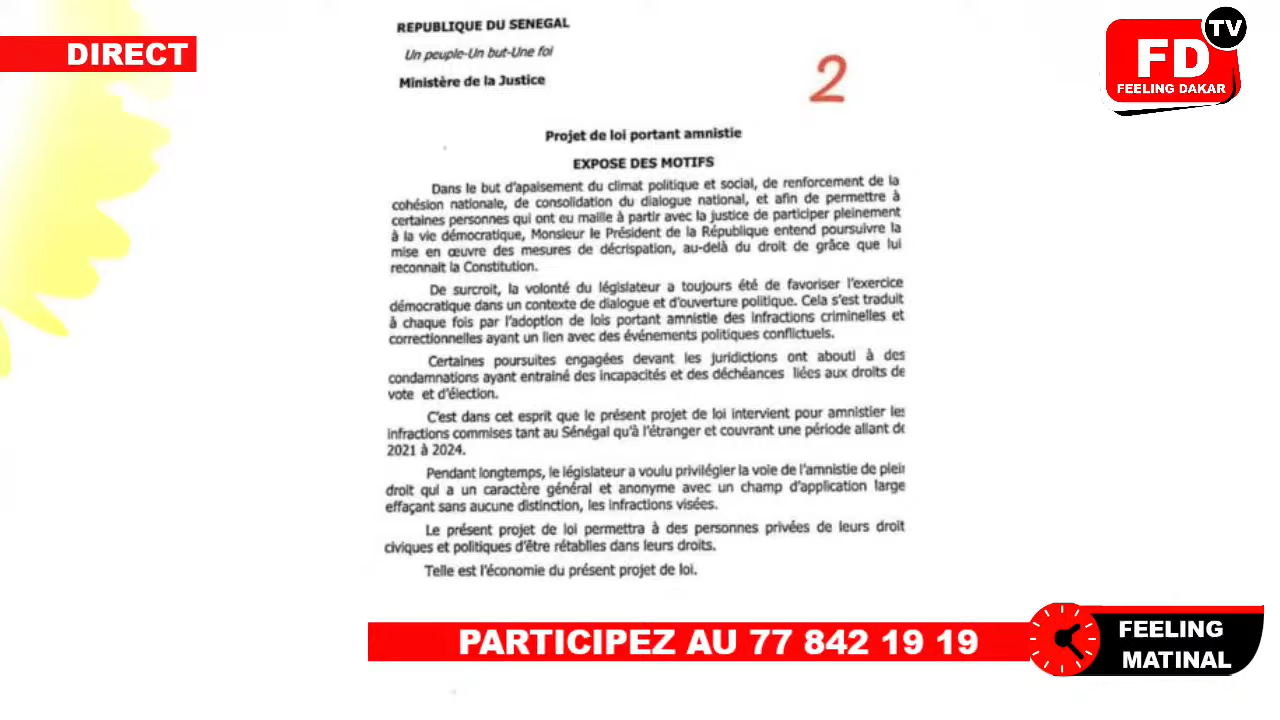 DIRECT
REPUBLIQUE DU SENEGAL
Un peuple-Un but-Une foi
Ministère de la Justice
2
TV
FD
FEELING DAKAR
Projet de loi portant amnistie
EXPOSE DES MOTIFS
Dans le but d'apaisement du climat politique et social, de renforcement de la
cohésion nationale, de consolidation du dialogue national, et afin de permettre à
certaines personnes qui ont eu maille à partir avec la justice de participer pleinement
à la vie démocratique, Monsieur le Président de la République entend poursuivre la
mise en œuvre des mesures de décrispation, au-delà du droit de grâce que lui
reconnait la Constitution.
De surcroit, la volonté du législateur a toujours été de favoriser l'exercice
démocratique dans un contexte de dialogue et d'ouverture politique. Cela s'est traduit
à chaque fois par l'adoption de lois portant amnistie des infractions criminelles et
correctionnelles ayant un lien avec des événements politiques conflictuels.
Certaines poursuites engagées devant les juridictions ont abouti à des
condamnations ayant entrainé des incapacités et des déchéances liées aux droits de
vote et d'élection.
C'est dans cet esprit que le présent projet de loi intervient pour amnistier les
infractions commises tant au Sénégal qu'à l'étranger et couvrant une période allant de
2021 à 2024.
Pendant longtemps, le législateur a voulu privilégier la voie de l'amnistie de plein
droit qui a un caractère général et anonyme avec un champ d'application large
effaçant sans aucune distinction, les infractions visées.
Le présent projet de loi permettra à des personnes privées de leurs droit
civiques et politiques d'être rétablies dans leurs droits.
Telle est l'économie du présent projet de loi.
PARTICIPEZ AU 77 842 19 19
FEELING
MATINAL